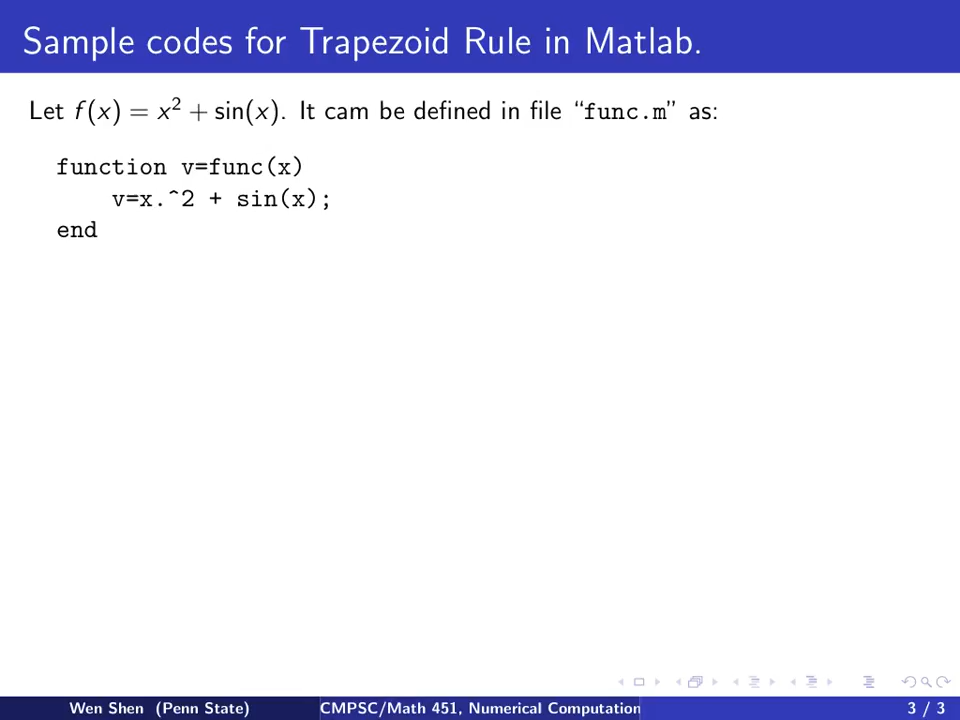 Sample codes for Trapezoid Rule in Matlab.
Let f(x) = x² + sin(x). It cam be defined in file “func.m” as:
function v=func(x)
    v=x.^2 + sin(x);
end
Wen Shen (Penn State) CMPSC/Math 451, Numerical Computation 3 / 3